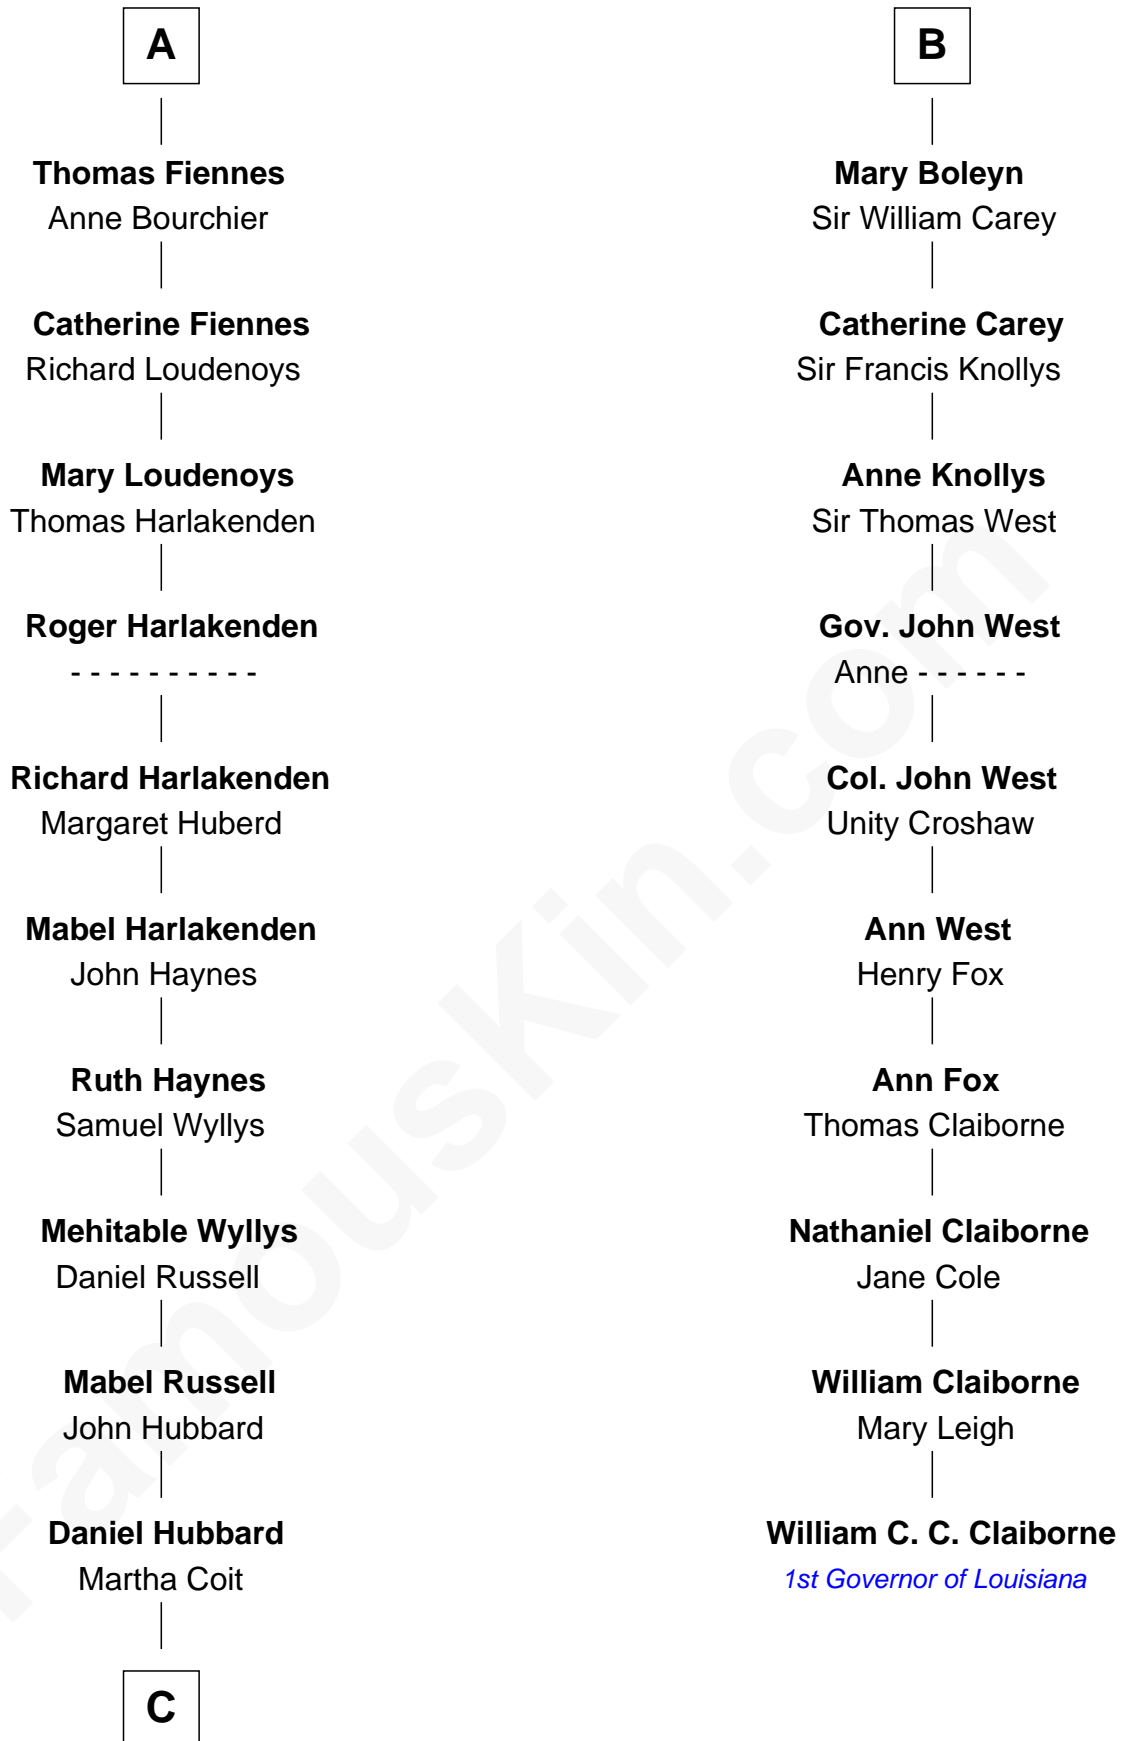 A
Thomas Fiennes
Anne Bourchier
Catherine Fiennes
Richard Loudenoys
Mary Loudenoys
Thomas Harlakenden
Roger Harlakenden
- - - - - - - - - -
Richard Harlakenden
Margaret Huberd
Mabel Harlakenden
John Haynes
Ruth Haynes
Samuel Wyllys
Mehitable Wyllys
Daniel Russell
Mabel Russell
John Hubbard
Daniel Hubbard
Martha Coit
C
B
Mary Boleyn
Sir William Carey
Catherine Carey
Sir Francis Knollys
Anne Knollys
Sir Thomas West
Gov. John West
Anne - - - - - -
Col. John West
Unity Croshaw
Ann West
Henry Fox
Ann Fox
Thomas Claiborne
Nathaniel Claiborne
Jane Cole
William Claiborne
Mary Leigh
William C. C. Claiborne
1st Governor of Louisiana
FamousKin.com